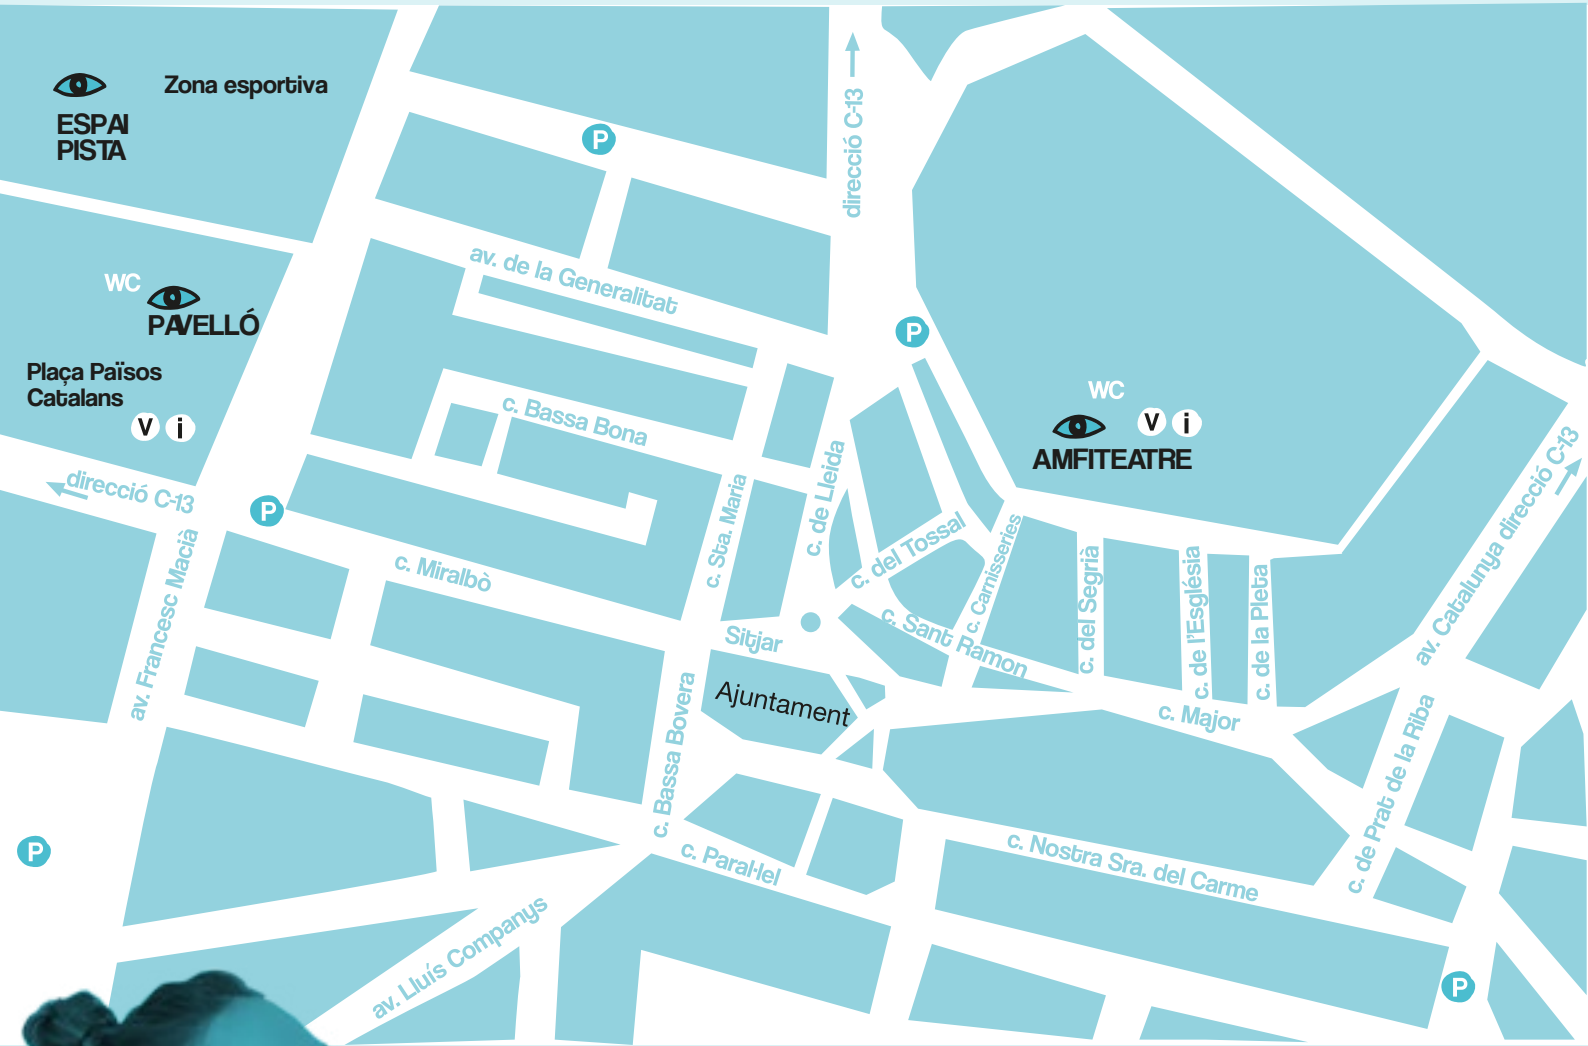 Zona esportiva
ESPAI
PISTA
P
direcció C-13
av. de la Generalitat
WC
PAVELLÓ
Plaça Països
Catalans
V i
P
WC
V i
AMFITEATRE
c. Bassa Bona
direcció C-13
P
c. Miralbò
c. Sta. Maria
c. de Lleida
c. del Tossal
c. Carnisseries
c. del Segrià
c. de l'Església
c. de la Pleta
av. Catalunya direcció C-13
av. Francesc Macià
Sitjar
c. Sant Ramon
Ajuntament
c. Major
c. Bassa Bovera
c. de Prat de la Riba
P
c. Paral·lel
c. Nostra Sra. del Carme
av. Lluís Companys
P